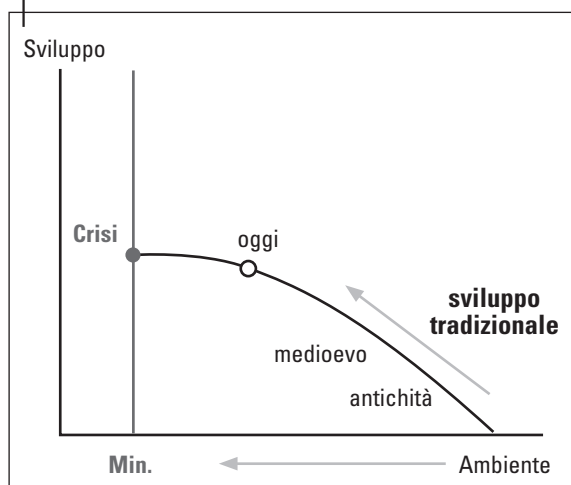 Sviluppo
Crisi
oggi
sviluppo
tradizionale
medioevo
antichità
Min.
Ambiente